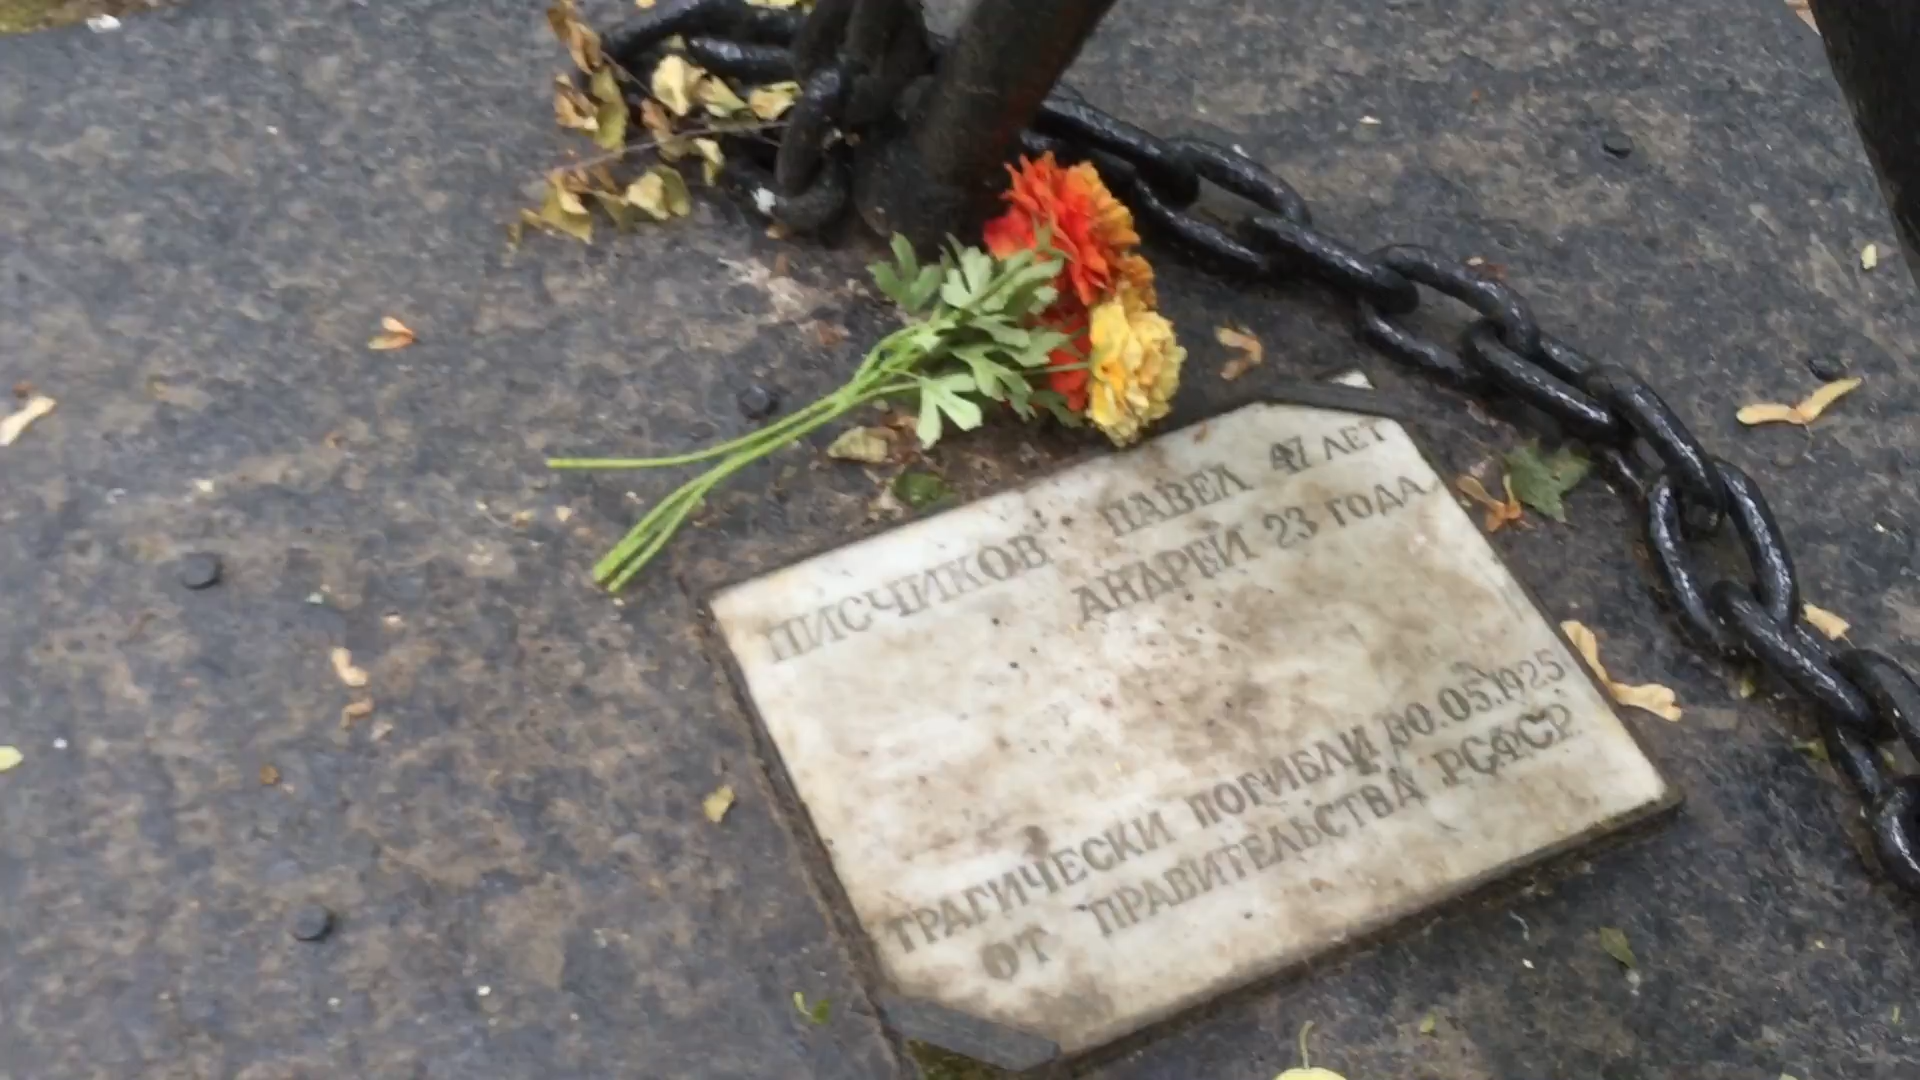 ПИСЧИКОВ ПАВЕЛ 47 ЛЕТ
АНДРЕЙ 23 ГОДА
ТРАГИЧЕСКИ ПОГИБЛИ 30.05.1925
ОТ ПРАВИТЕЛЬСТВА РСФСР